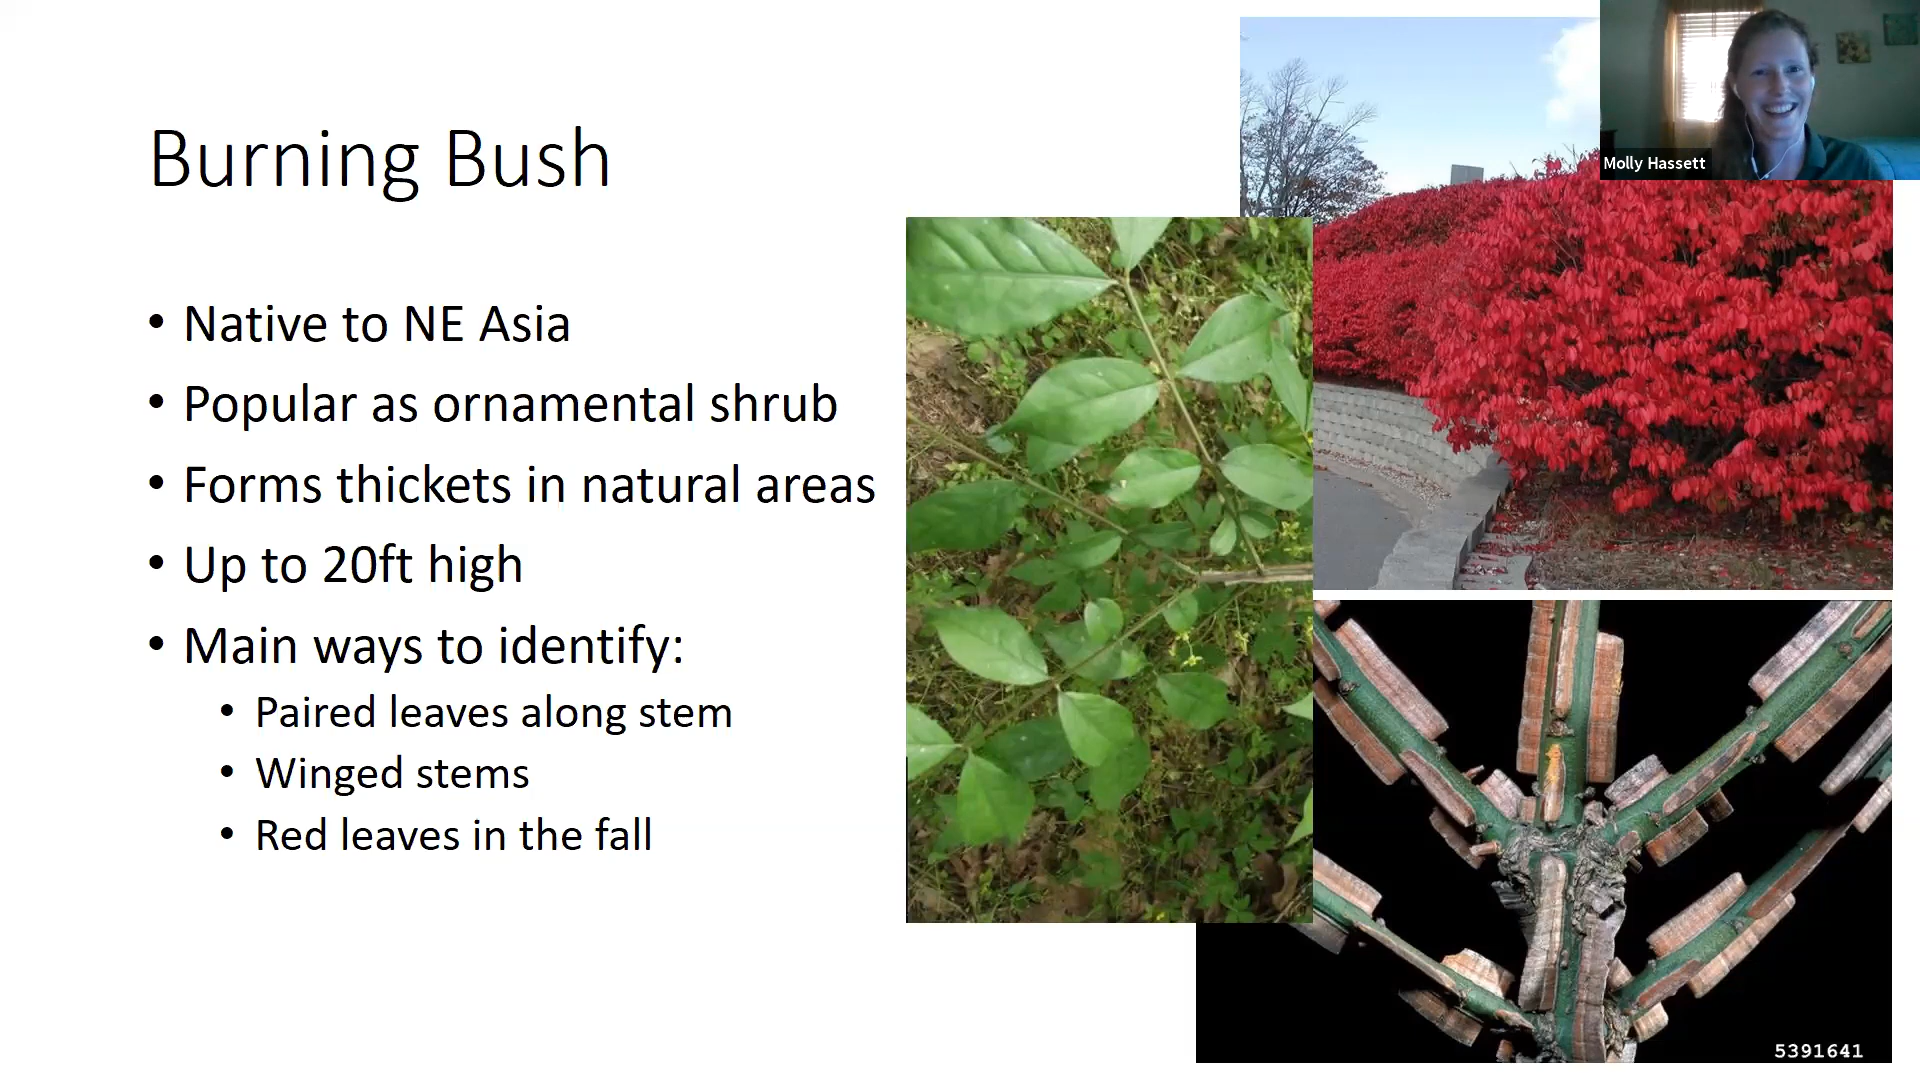 Burning Bush
• Native to NE Asia
• Popular as ornamental shrub
• Forms thickets in natural areas
• Up to 20ft high
• Main ways to identify:
• Paired leaves along stem
• Winged stems
• Red leaves in the fall
Molly Hassett
5391641